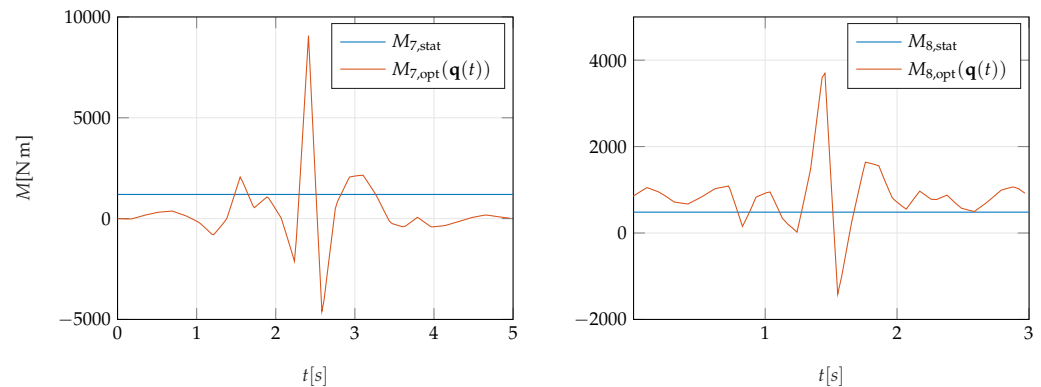 10000
5000
0
−5000
M[N m]
0 1 2 3 4 5
t[s]
M7,stat
M7,opt(q(t))
4000
2000
0
−2000
1 2 3
t[s]
M8,stat
M8,opt(q(t))